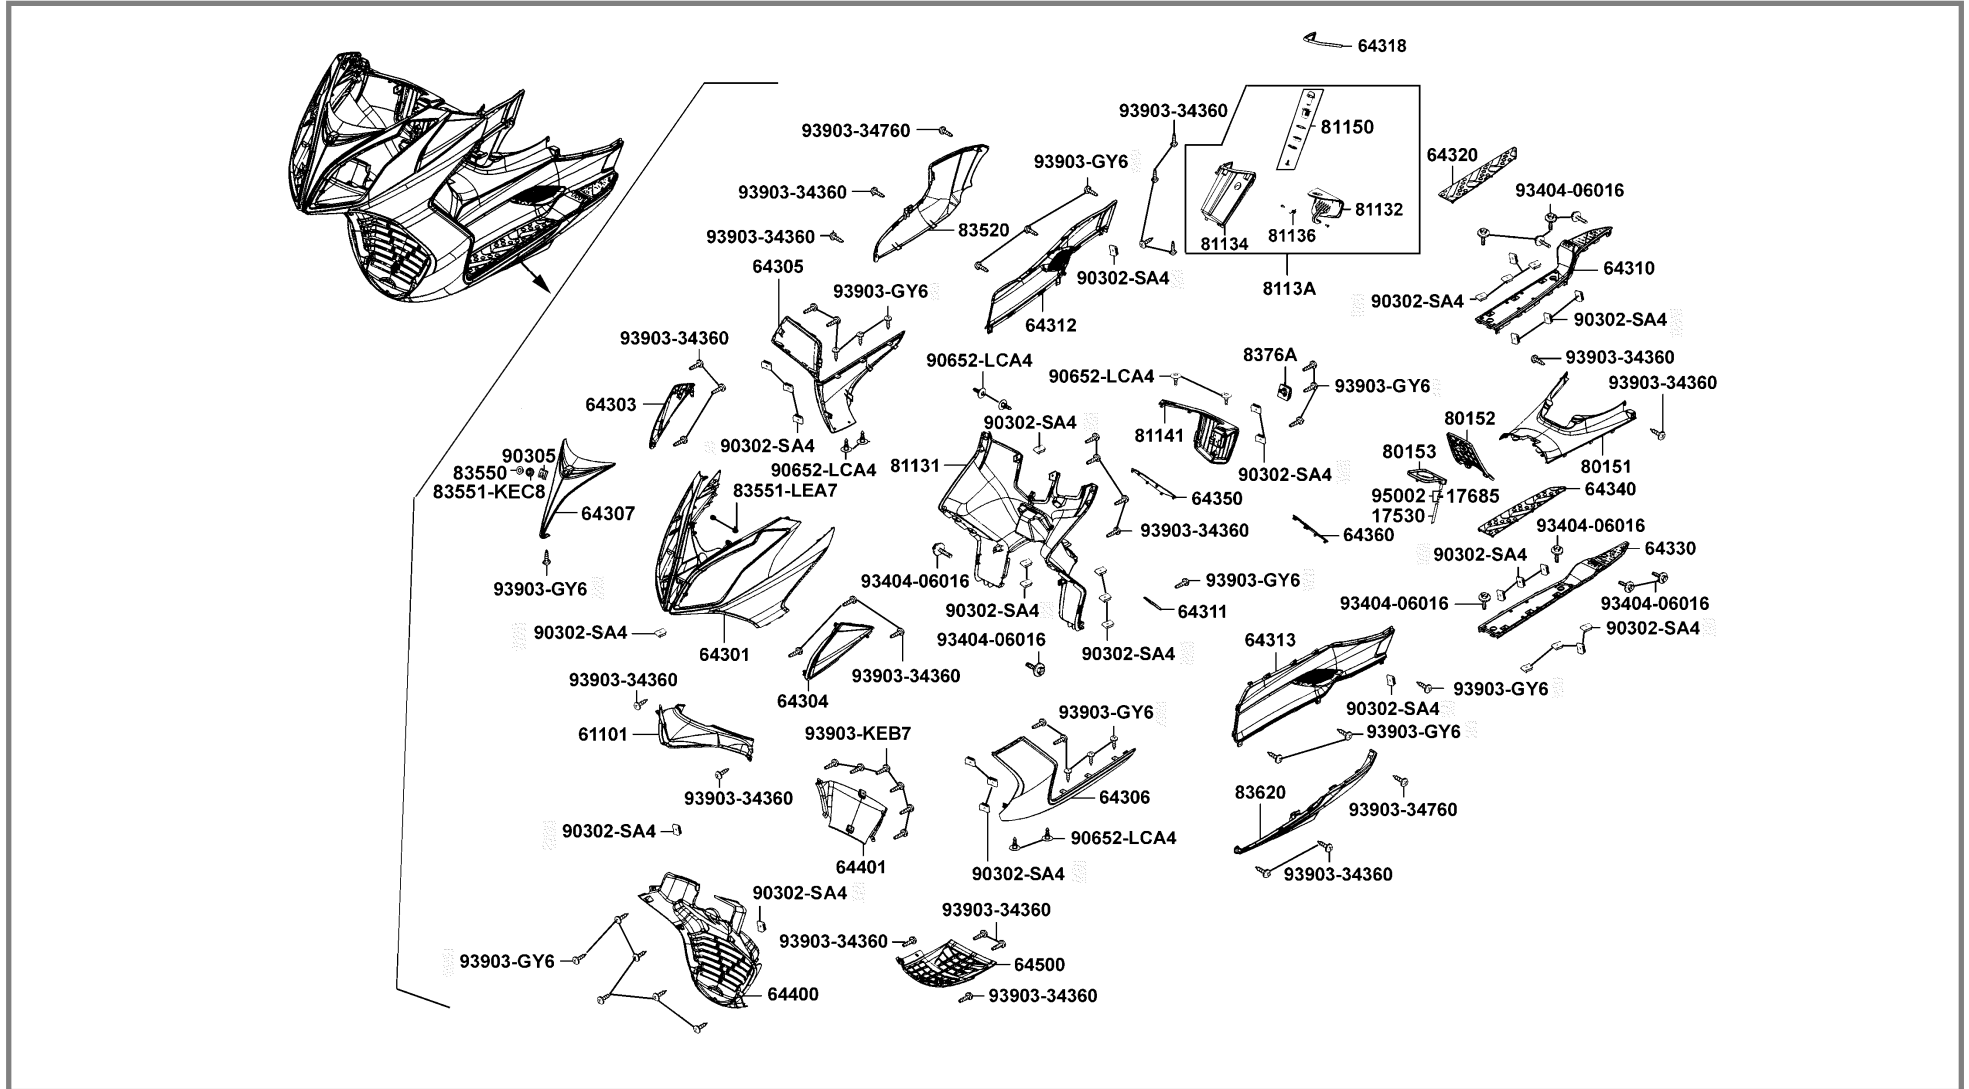 64318
93903-34360
93903-34760
81150
64320
93903-GY6
93404-06016
93903-34360
81132
83520
93903-34360
81134
81136
64305
64310
90302-SA4
8113A
93903-GY6
90302-SA4
90302-SA4
64312
93903-34360
8376A
93903-34360
90652-LCA4
90652-LCA4
93903-34360
93903-GY6
64303
80152
90302-SA4
81141
90302-SA4
80153
90305
83550
90652-LCA4
81131
90302-SA4
80151
83551-KEC8
83551-LEA7
64350
64340
95002
17685
64307
17530
93404-06016
93903-34360
64360
64330
90302-SA4
93404-06016
93903-GY6
93903-GY6
93404-06016
93404-06016
90302-SA4
64311
90302-SA4
90302-SA4
93404-06016
64313
64301
90302-SA4
93903-34360
93903-34360
93903-GY6
64304
90302-SA4
93903-GY6
61101
93903-KEB7
93903-GY6
83620
93903-34360
64306
93903-34760
90302-SA4
90652-LCA4
64401
90302-SA4
93903-34360
90302-SA4
93903-34360
93903-34360
93903-GY6
64500
64400
93903-34360